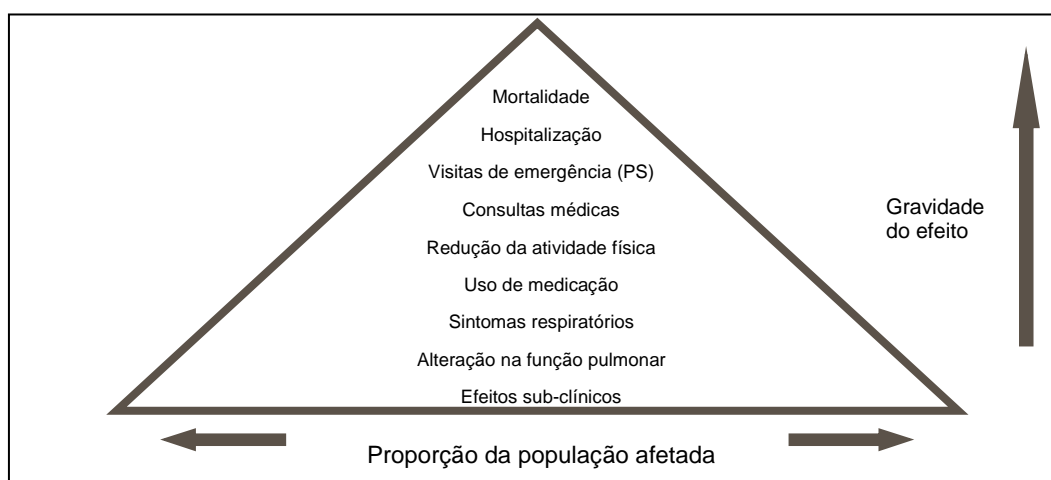 Mortalidade
Hospitalização
Visitas de emergência (PS)
Consultas médicas
Redução da atividade física
Uso de medicação
Sintomas respiratórios
Alteração na função pulmonar
Efeitos sub-clínicos
Gravidade
do efeito
Proporção da população afetada